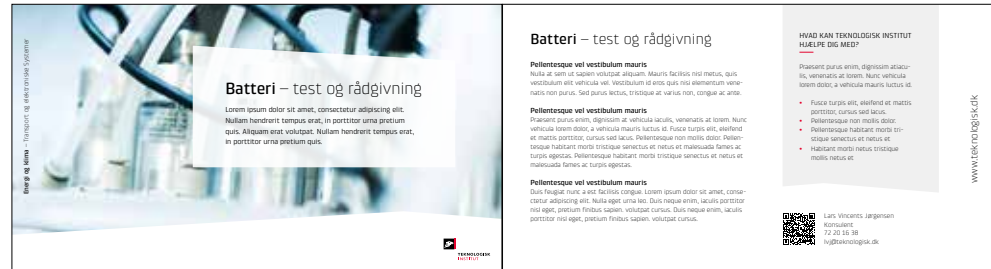 Energi og klima – Transport og elektroniske Systemer
Batteri – test og rådgivning
Lorem ipsum dolor sit amet, consectetur adipiscing elit.
Nullam hendrerit tempus erat, in porttitor urna pretium
quis. Aliquam erat volutpat. Nullam hendrerit tempus erat,
in porttitor urna pretium quis.
TEKNOLOGISK
INSTITUT
Batteri – test og rådgivning
Pellentesque vel vestibulum mauris
Nulla at sem ut sapien volutpat aliquam. Mauris facilisis nisl metus, quis
vestibulum elit vehicula vel. Vestibulum id eros quis nisi elementum vene-
natis non purus. Sed purus lectus, tristique at varius non, congue ac ante.
Pellentesque vel vestibulum mauris
Praesent purus enim, dignissim at vehicula iaculis, venenatis at lorem. Nunc
vehicula lorem dolor, a vehicula mauris luctus id. Fusce turpis elit, eleifend
et mattis porttitor, cursus sed lacus. Pellentesque non mollis dolor. Pellen-
tesque habitant morbi tristique senectus et netus et malesuada fames ac
turpis egestas. Pellentesque habitant morbi tristique senectus et netus et
malesuada fames ac turpis egestas.
Pellentesque vel vestibulum mauris
Duis feugiat nunc a est facilisis congue. Lorem ipsum dolor sit amet, conse-
ctetur adipiscing elit. Nulla eget urna leo. Duis neque enim, iaculis porttitor
nisl eget, pretium finibus sapien. volutpat cursus. Duis neque enim, iaculis
porttitor nisl eget, pretium finibus sapien. volutpat cursus.
HVAD KAN TEKNOLOGISK INSTITUT
HJÆLPE DIG MED?
Praesent purus enim, dignissim atiacu-
lis, venenatis at lorem. Nunc vehicula
lorem dolor, a vehicula mauris luctus id.
• Fusce turpis elit, eleifend et mattis
porttitor, cursus sed lacus.
• Pellentesque non mollis dolor.
• Pellentesque habitant morbi tri-
stique senectus et netus et
• Habitant morbi netus tristique
mollis netus et
www.teknologisk.dk
Lars Vincents Jørgensen
Konsulent
72 20 16 38
lvj@teknologisk.dk